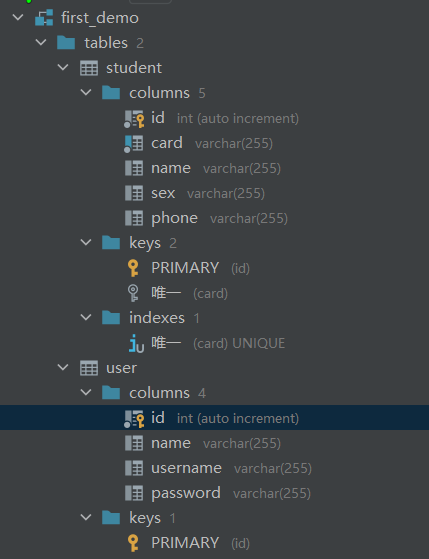 first_demo
tables 2
student
columns 5
id int (auto increment)
card varchar(255)
name varchar(255)
sex varchar(255)
phone varchar(255)
keys 2
PRIMARY (id)
唯一 (card)
indexes 1
唯一 (card) UNIQUE
user
columns 4
id int (auto increment)
name varchar(255)
username varchar(255)
password varchar(255)
keys 1
PRIMARY (id)